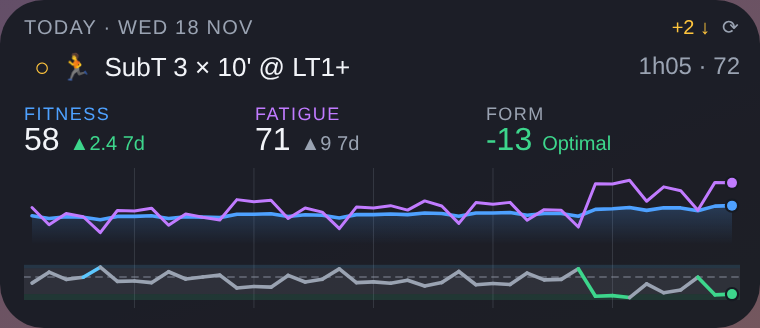 TODAY · WED 18 NOV +2 ↓ ⟳
○ 🏃 SubT 3 × 10' @ LT1+ 1h05 · 72
FITNESS FATIGUE FORM
58 ▲2.4 7d 71 ▲9 7d -13 Optimal